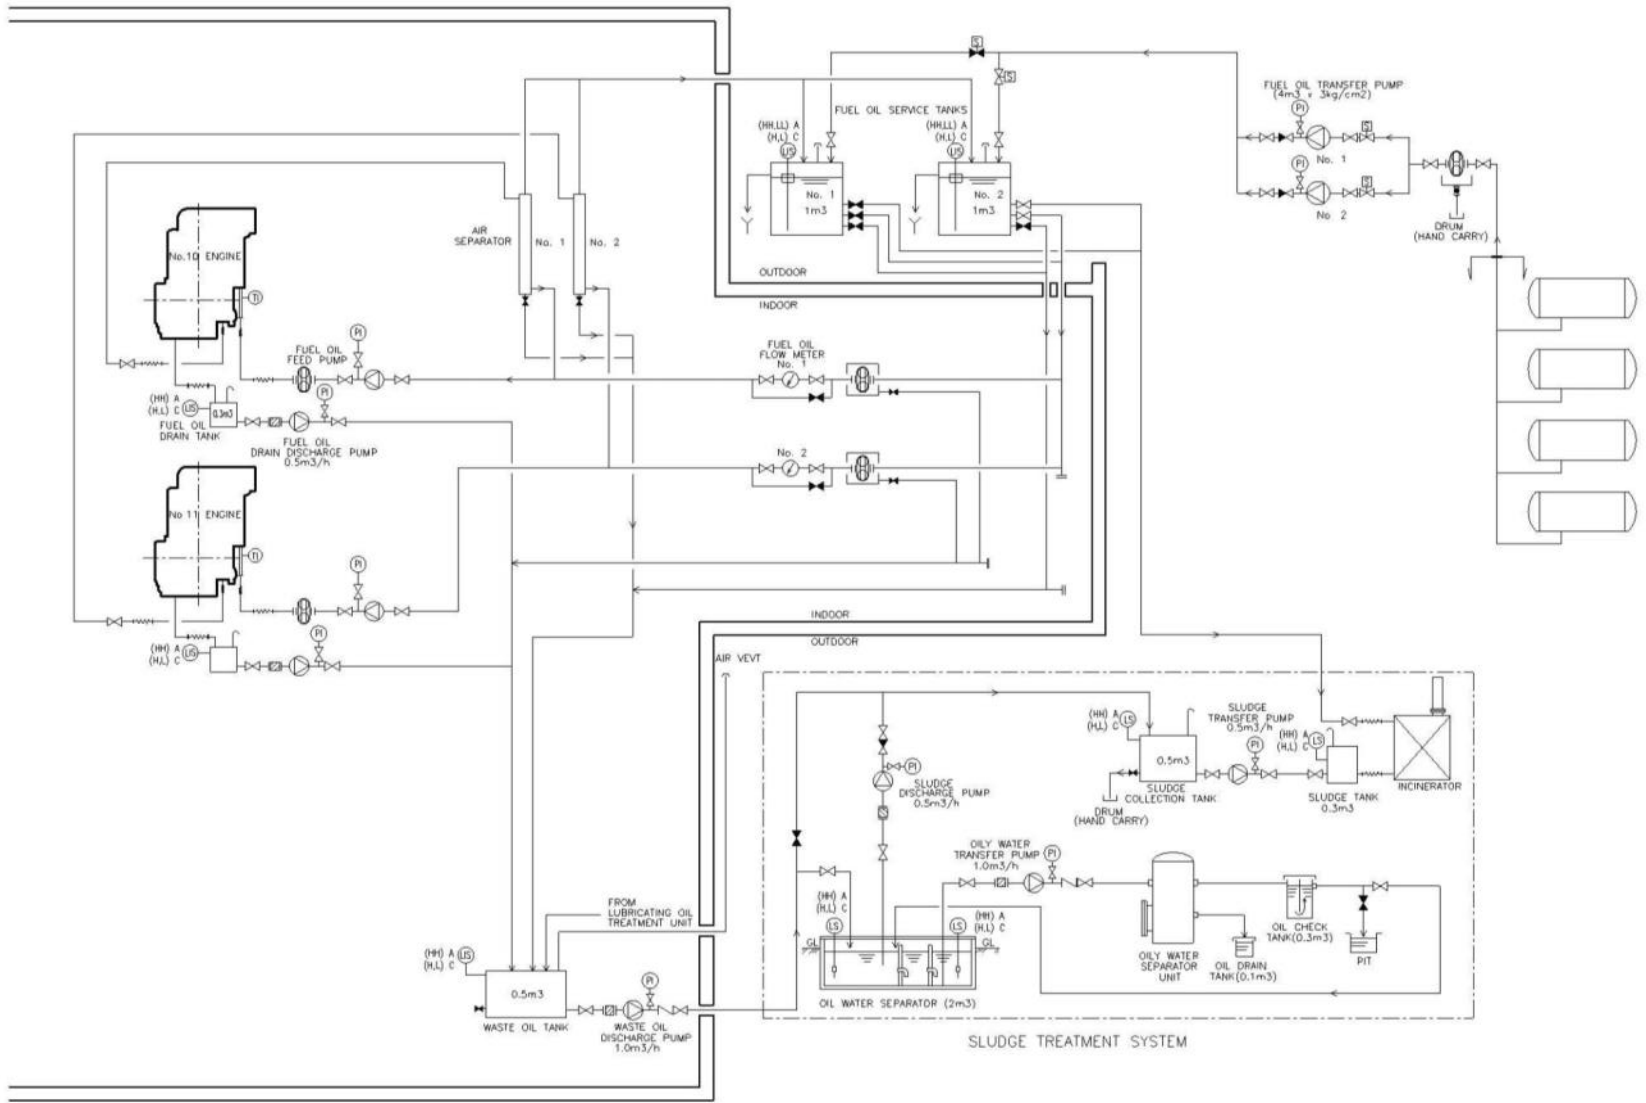 S
S
FUEL OIL TRANSFER PUMP
(4m3 x 3kg/cm2)
PI
S
No. 1
PI
S
No 2
DRUM
(HAND CARRY)
FUEL OIL SERVICE TANKS
(HH,LL) A
(H,L) C
LIS
No. 1
1m3
(HH,LL) A
(H,L) C
LIS
No. 2
1m3
OUTDOOR
INDOOR
AIR
SEPARATOR
No. 1
No. 2
No.10 ENGINE
TI
FUEL OIL
FEED PUMP
PI
(HH) A
(H,L) C
LIS
0.3m3
FUEL OIL
DRAIN TANK
PI
FUEL OIL
DRAIN DISCHARGE PUMP
0.5m3/h
FUEL OIL
FLOW METER
No. 1
No. 2
No 11 ENGINE
TI
PI
(HH) A
(H,L) C
LIS
PI
INDOOR
OUTDOOR
AIR VEVT
FROM
LUBRICATING OIL
TREATMENT UNIT
(HH) A
(H,L) C
LIS
0.5m3
WASTE OIL TANK
PI
WASTE OIL
DISCHARGE PUMP
1.0m3/h
PI
SLUDGE
DISCHARGE PUMP
0.5m3/h
(HH) A
(H,L) C
LS
0.5m3
SLUDGE
COLLECTION TANK
DRUM
(HAND CARRY)
SLUDGE
TRANSFER PUMP
0.5m3/h
PI
(HH) A
(H,L) C
LS
SLUDGE TANK
0.3m3
INCINERATOR
OILY WATER
TRANSFER PUMP
1.0m3/h
PI
(HH) A
(H,L) C
LS
(HH) A
(H,L) C
LS
GL
GL
OIL WATER SEPARATOR (2m3)
OILY WATER
SEPARATOR
UNIT
OIL DRAIN
TANK(0.1m3)
OIL CHECK
TANK(0.3m3)
PIT
SLUDGE TREATMENT SYSTEM